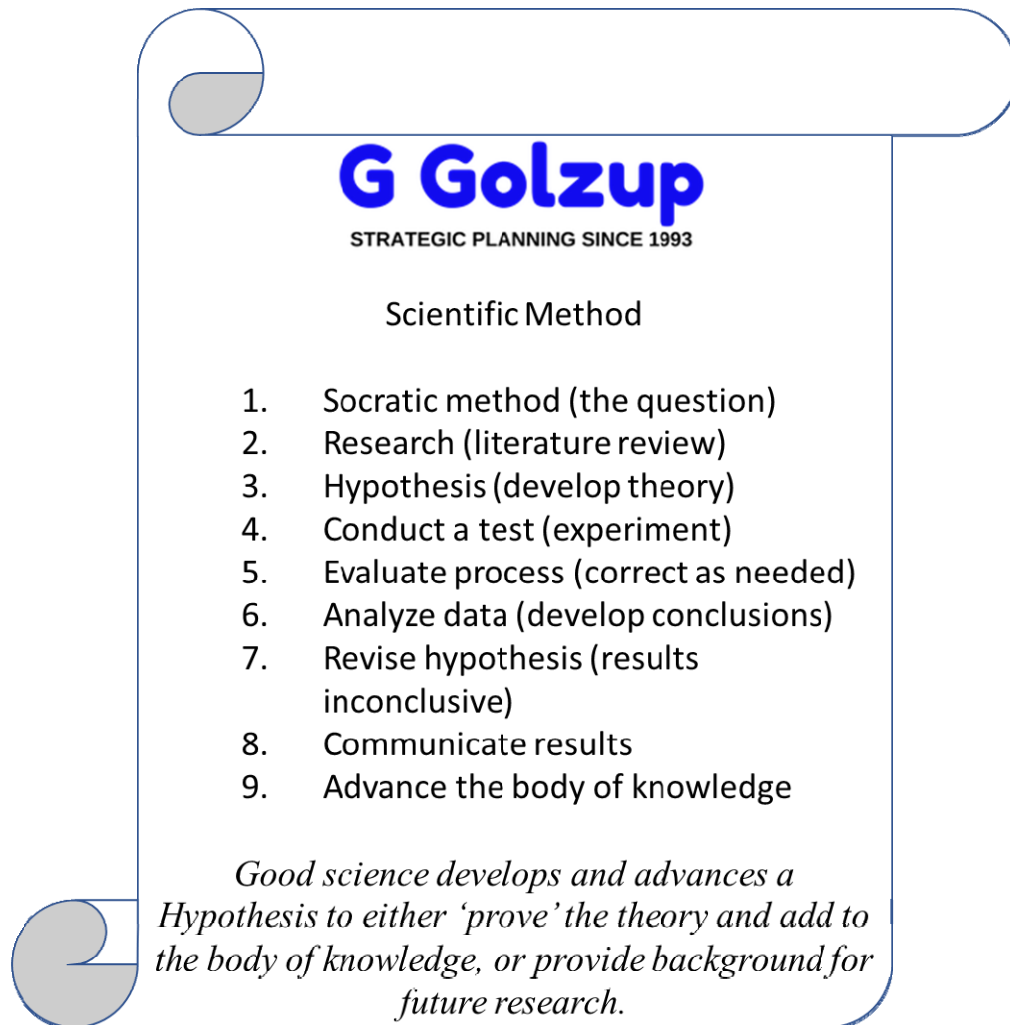 G Golzup
STRATEGIC PLANNING SINCE 1993
Scientific Method
1. Socratic method (the question)
2. Research (literature review)
3. Hypothesis (develop theory)
4. Conduct a test (experiment)
5. Evaluate process (correct as needed)
6. Analyze data (develop conclusions)
7. Revise hypothesis (results
inconclusive)
8. Communicate results
9. Advance the body of knowledge
Good science develops and advances a
Hypothesis to either ‘prove’ the theory and add to
the body of knowledge, or provide background for
future research.